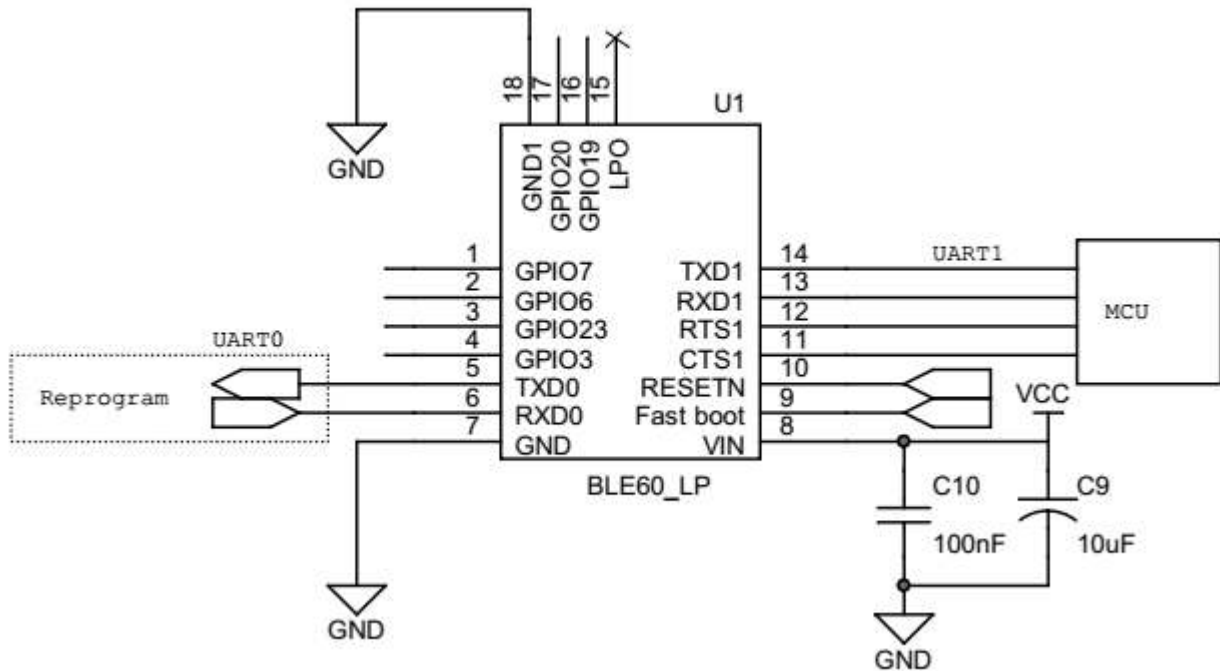 18
17
16
15
U1
GND
GND1
GPIO20
GPIO19
LPO
1
GPIO7
2
GPIO6
3
GPIO23
4
GPIO3
5
TXD0
6
RXD0
7
GND
UART0
Reprogram
14
TXD1
13
RXD1
12
RTS1
11
CTS1
10
RESETN
9
Fast boot
8
VIN
UART1
MCU
VCC
BLE60_LP
C10
100nF
C9
10uF
GND
GND